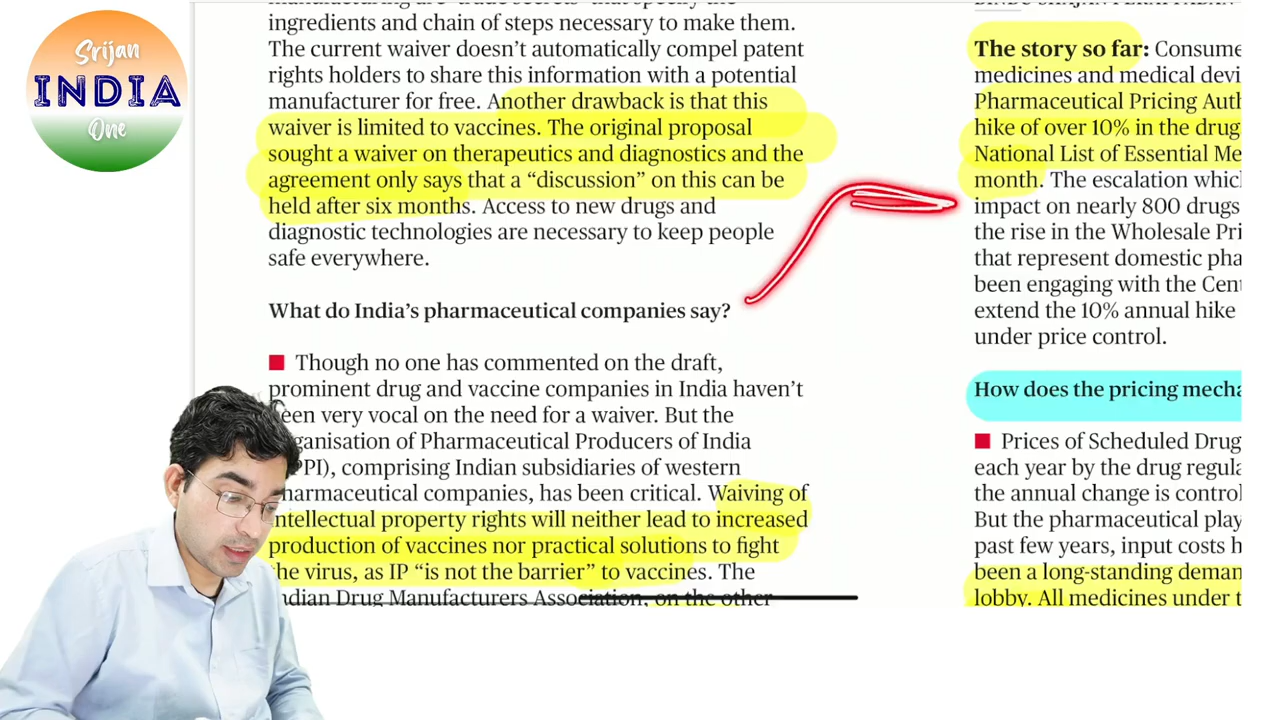 Srijan
INDIA
One
ingredients and chain of steps necessary to make them.
The current waiver doesn’t automatically compel patent
rights holders to share this information with a potential
manufacturer for free. Another drawback is that this
waiver is limited to vaccines. The original proposal
sought a waiver on therapeutics and diagnostics and the
agreement only says that a “discussion” on this can be
held after six months. Access to new drugs and
diagnostic technologies are necessary to keep people
safe everywhere.
What do India’s pharmaceutical companies say?
Though no one has commented on the draft,
prominent drug and vaccine companies in India haven’t
een very vocal on the need for a waiver. But the
ganisation of Pharmaceutical Producers of India
PPI), comprising Indian subsidiaries of western
harmaceutical companies, has been critical. Waiving of
intellectual property rights will neither lead to increased
production of vaccines nor practical solutions to fight
the virus, as IP “is not the barrier” to vaccines. The
Indian Drug Manufacturers Association, on the other
The story so far: Consume
medicines and medical devi
Pharmaceutical Pricing Auth
hike of over 10% in the drug
National List of Essential Me
month. The escalation whicl
impact on nearly 800 drugs
the rise in the Wholesale Pri
that represent domestic pha
been engaging with the Cent
extend the 10% annual hike
under price control.
How does the pricing mecha
Prices of Scheduled Drug
each year by the drug regula
the annual change is control
But the pharmaceutical play
past few years, input costs h
been a long-standing deman
lobby. All medicines under t